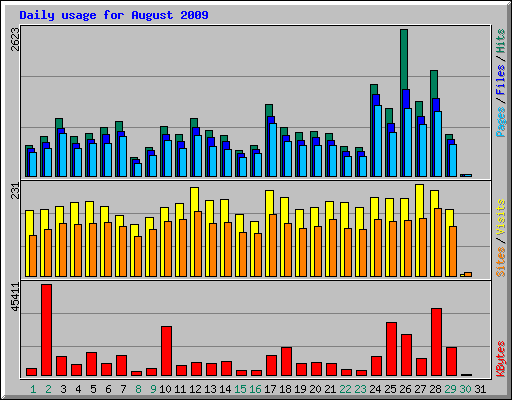 Daily usage for August 2009
2623
Pages / Files / Hits
231
Sites / Visits
45411
KBytes
1 2 3 4 5 6 7 8 9 10 11 12 13 14 15 16 17 18 19 20 21 22 23 24 25 26 27 28 29 30 31